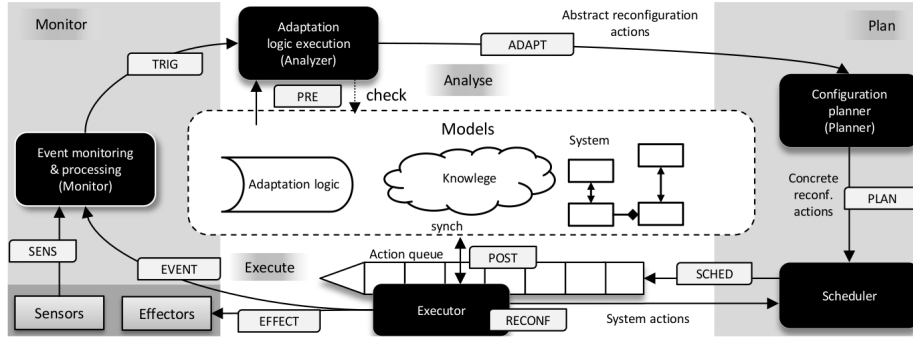 Monitor
Adaptation
logic execution
(Analyzer)
Abstract reconfiguration
actions
Plan
ADAPT
TRIG
Analyse
PRE
check
Configuration
planner
(Planner)
Models
Event monitoring
& processing
(Monitor)
System
Adaptation logic
Knowlege
Concrete
reconf.
actions
PLAN
synch
SENS
EVENT
Execute
Action queue
POST
SCHED
Sensors
Effectors
EFFECT
Executor
RECONF
System actions
Scheduler